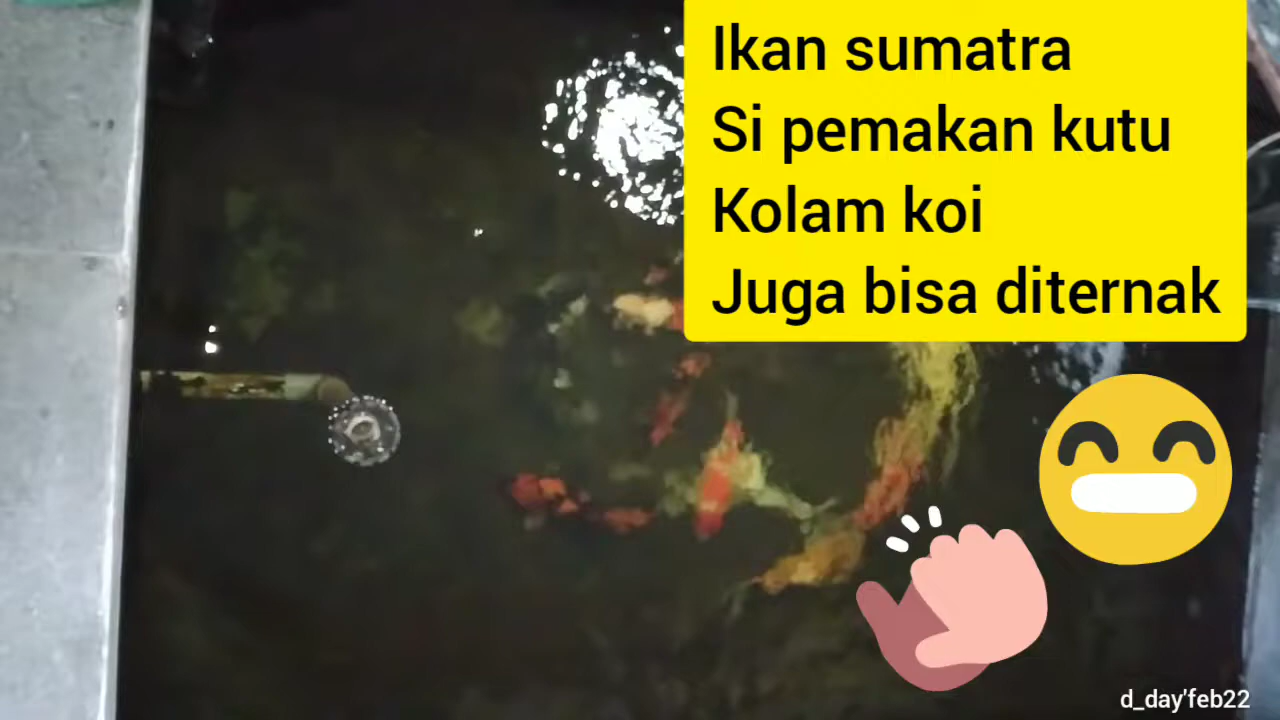 Ikan sumatra
Si pemakan kutu
Kolam koi
Juga bisa diternak
d_day'feb22